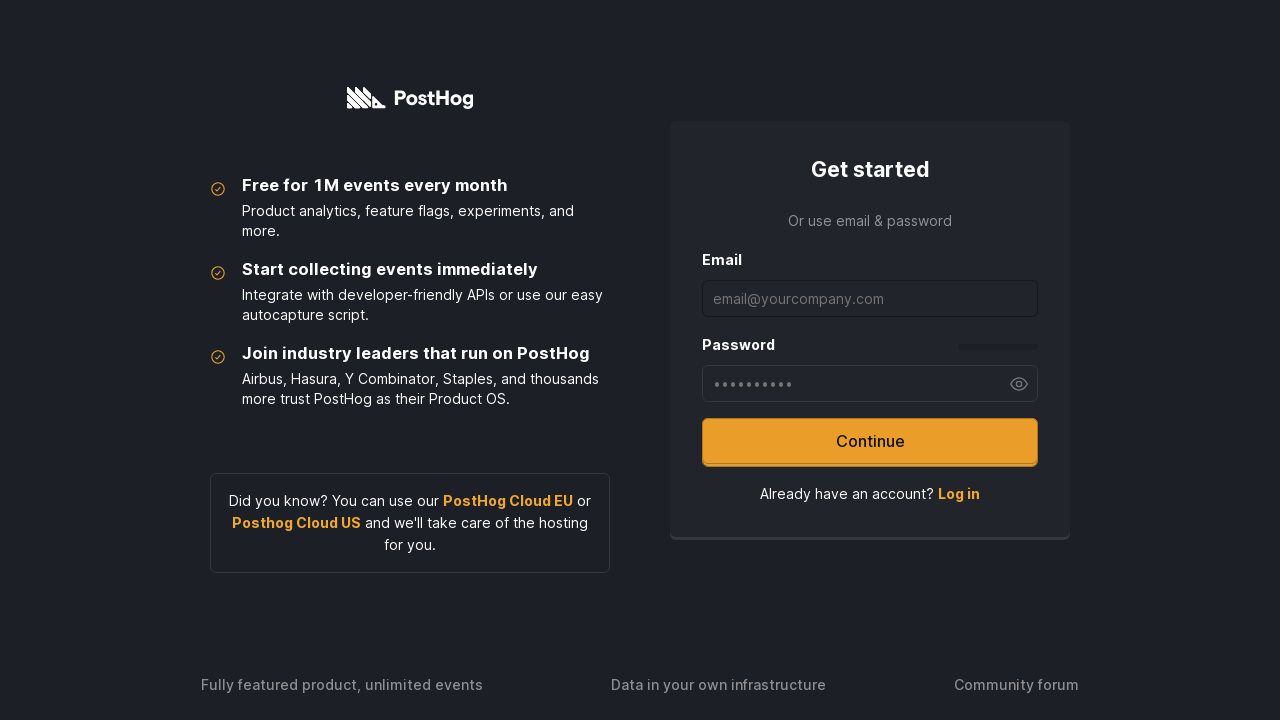 PostHog
Free for 1M events every month
Product analytics, feature flags, experiments, and
more.
Start collecting events immediately
Integrate with developer-friendly APIs or use our easy
autocapture script.
Join industry leaders that run on PostHog
Airbus, Hasura, Y Combinator, Staples, and thousands
more trust PostHog as their Product OS.
Did you know? You can use our PostHog Cloud EU or
Posthog Cloud US and we'll take care of the hosting
for you.
Get started
Or use email & password
Email
email@yourcompany.com
Password
••••••••••
Continue
Already have an account? Log in
Fully featured product, unlimited events
Data in your own infrastructure
Community forum